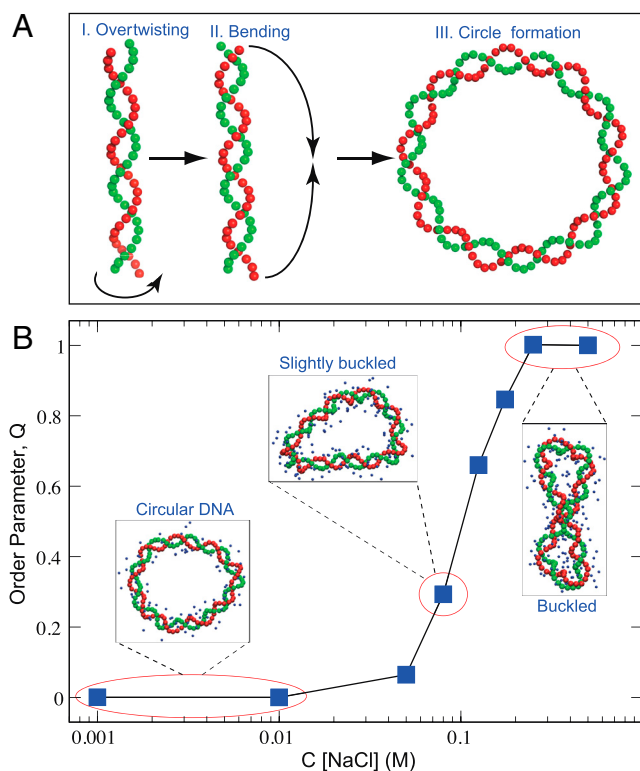 A
I. Overtwisting
II. Bending
III. Circle formation
B
1
0.8
0.6
0.4
0.2
0
Order Parameter, Q
Slightly buckled
Circular DNA
Buckled
0.001
0.01
0.1
C [NaCl] (M)